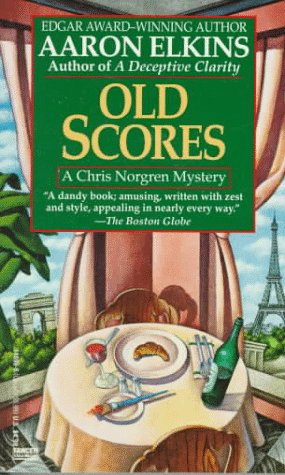 EDGAR AWARD–WINNING AUTHOR
AARON ELKINS
Author of A Deceptive Clarity
OLD
SCORES
A Chris Norgren Mystery
"A dandy book; amusing, written with zest
and style, appealing in nearly every way."
—The Boston Globe
FAWCETT